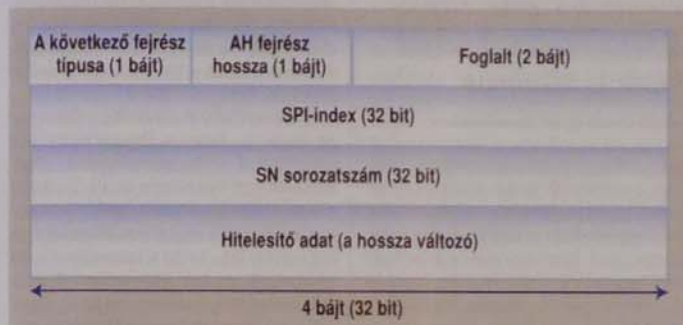 A következő fejrész
típusa (1 bájt)
AH fejrész
hossza (1 bájt)
Foglalt (2 bájt)
SPI-index (32 bit)
SN sorozatszám (32 bit)
Hitelesítő adat (a hossza változó)
4 bájt (32 bit)